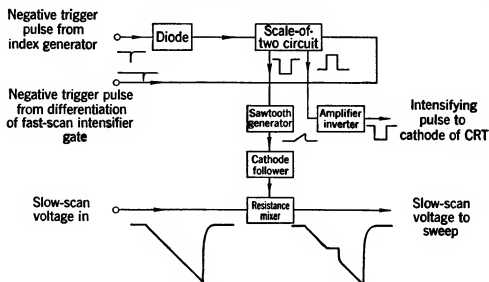 Negative trigger
pulse from
index generator
Diode
Scale-of-
two circuit
Negative trigger pulse
from differentiation
of fast-scan intensifier
gate
Sawtooth
generator
Amplifier
inverter
Intensifying
pulse to
cathode of CRT
Cathode
follower
Slow-scan
voltage in
Resistance
mixer
Slow-scan
voltage to
sweep